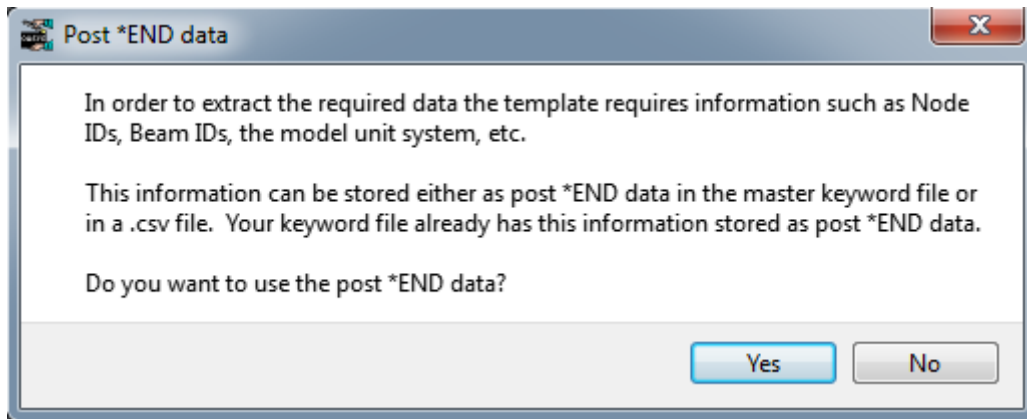 Post *END data
In order to extract the required data the template requires information such as Node
IDs, Beam IDs, the model unit system, etc.
This information can be stored either as post *END data in the master keyword file or
in a .csv file.  Your keyword file already has this information stored as post *END data.
Do you want to use the post *END data?
Yes No